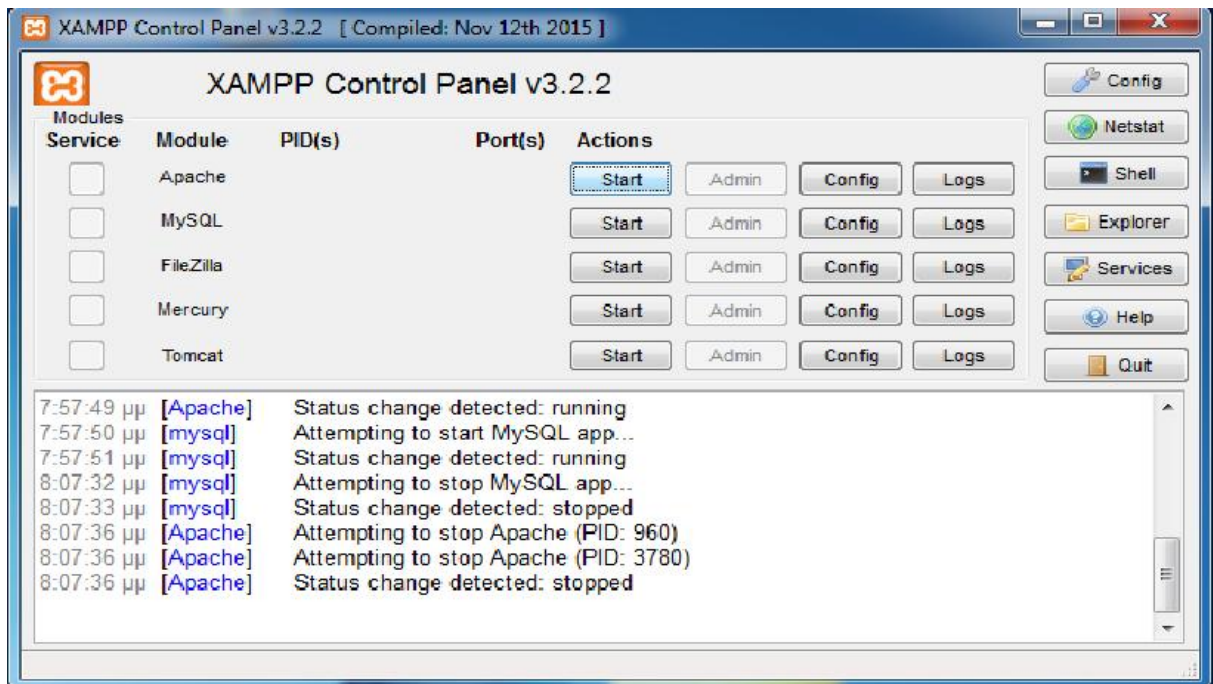 XAMPP Control Panel v3.2.2 [ Compiled: Nov 12th 2015 ]
XAMPP Control Panel v3.2.2
Config
Modules
Netstat
Service Module PID(s) Port(s) Actions
Apache Start Admin Config Logs Shell
MySQL Start Admin Config Logs Explorer
FileZilla Start Admin Config Logs Services
Mercury Start Admin Config Logs Help
Tomcat Start Admin Config Logs Quit
7:57:49 μμ [Apache] Status change detected: running
7:57:50 μμ [mysql] Attempting to start MySQL app...
7:57:51 μμ [mysql] Status change detected: running
8:07:32 μμ [mysql] Attempting to stop MySQL app...
8:07:33 μμ [mysql] Status change detected: stopped
8:07:36 μμ [Apache] Attempting to stop Apache (PID: 960)
8:07:36 μμ [Apache] Attempting to stop Apache (PID: 3780)
8:07:36 μμ [Apache] Status change detected: stopped